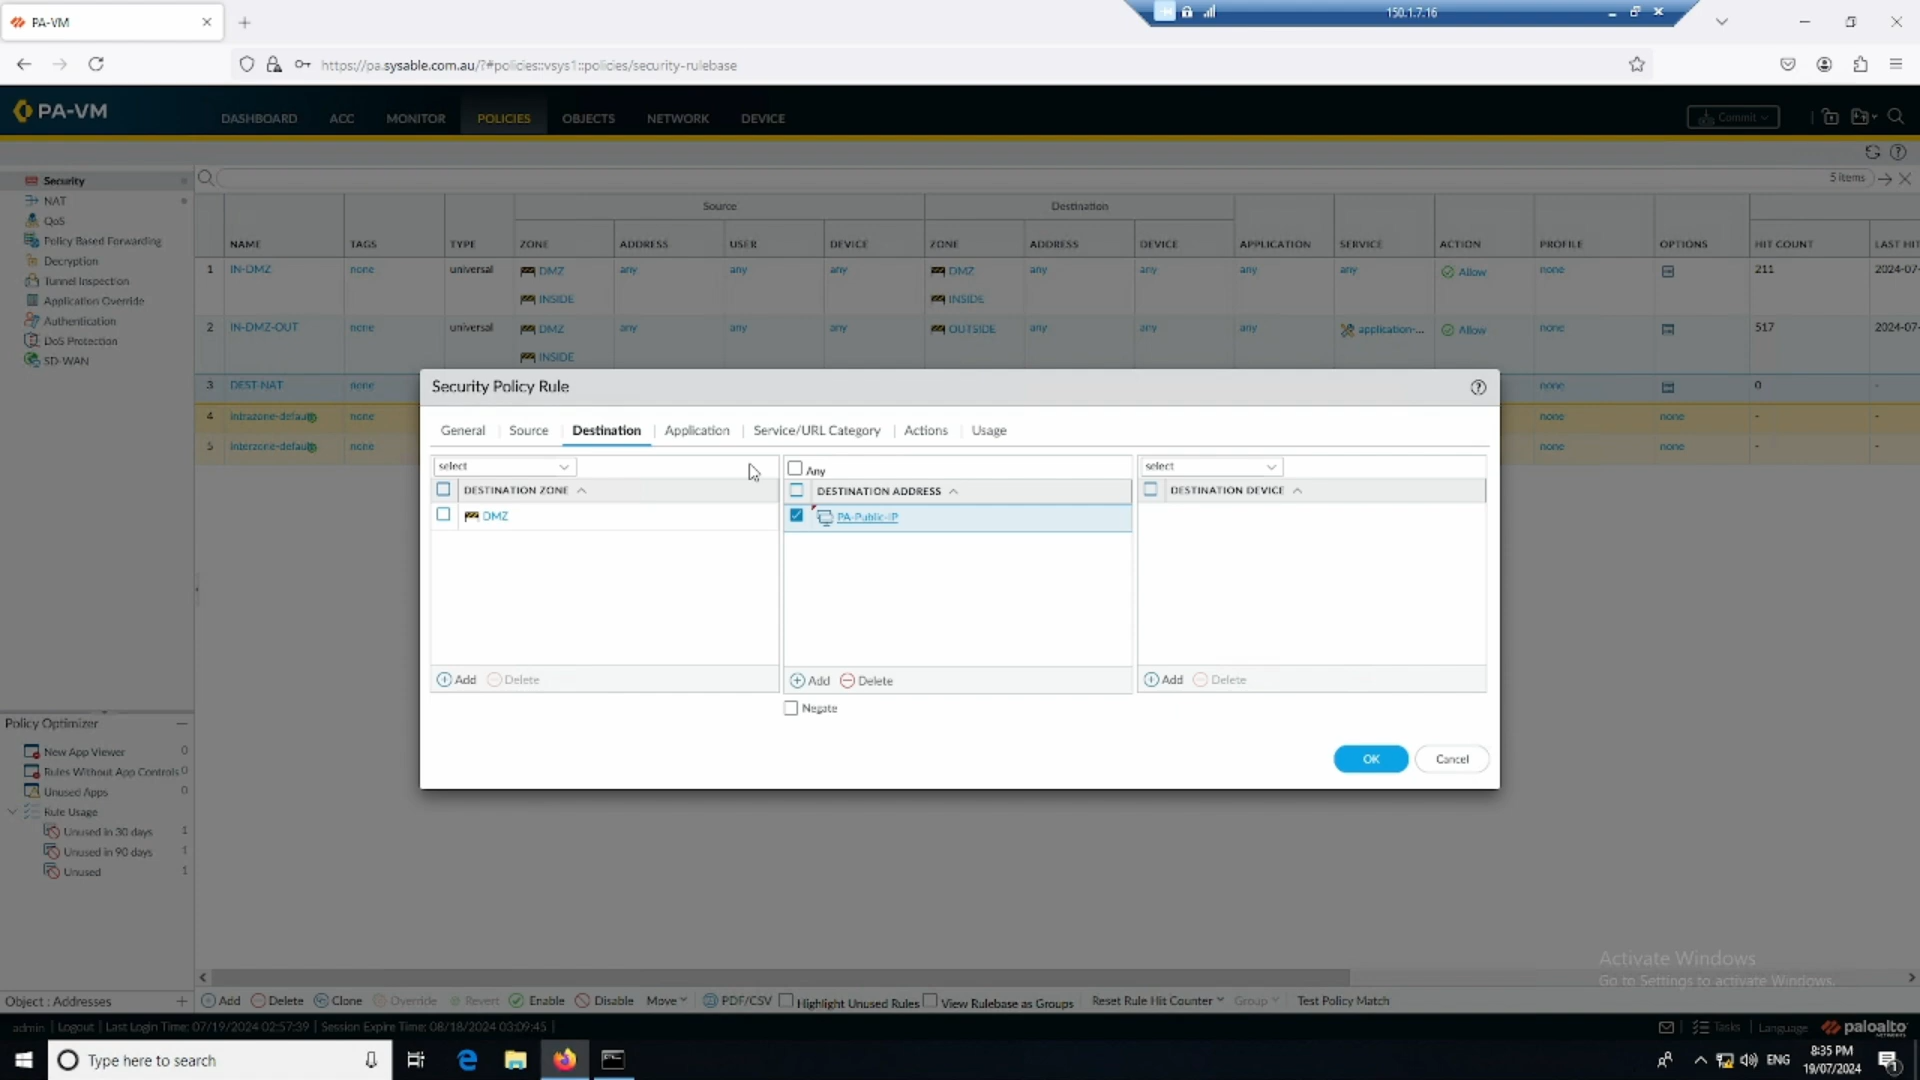 PA-VM
150.1.7.16
https://pa.sysable.com.au/?#policies::vsys1::policies/security-rulebase
PA-VM
DASHBOARD ACC MONITOR POLICIES OBJECTS NETWORK DEVICE
Commit
Security
5 items
NAT
QoS
Policy Based Forwarding
Decryption
Tunnel Inspection
Application Override
Authentication
DoS Protection
SD-WAN
Source Destination
NAME TAGS TYPE ZONE ADDRESS USER DEVICE ZONE ADDRESS DEVICE APPLICATION SERVICE ACTION PROFILE OPTIONS HIT COUNT LAST HIT
1 IN-DMZ none universal DMZ any any any DMZ any any any any Allow none 211 2024-07-
INSIDE INSIDE
2 IN-DMZ-OUT none universal DMZ any any any OUTSIDE any any any application-... Allow none 517 2024-07-
INSIDE
3 DEST-NAT none none 0 -
4 intrazone-default none none none - -
5 interzone-default none none none - -
Security Policy Rule
General Source Destination Application Service/URL Category Actions Usage
select Any select
DESTINATION ZONE DESTINATION ADDRESS DESTINATION DEVICE
DMZ PA-Public-IP
Add Delete Add Delete Add Delete
Negate
OK Cancel
Policy Optimizer
New App Viewer 0
Rules Without App Controls 0
Unused Apps 0
Rule Usage
Unused in 30 days 1
Unused in 90 days 1
Unused 1
Activate Windows
Go to Settings to activate Windows.
Object : Addresses
Add Delete Clone Override Revert Enable Disable Move PDF/CSV Highlight Unused Rules View Rulebase as Groups Reset Rule Hit Counter Group Test Policy Match
admin | Logout | Last Login Time: 07/19/2024 02:57:39 | Session Expire Time: 08/18/2024 03:09:45 |
Tasks | Language paloalto
NETWORKS
Type here to search
ENG
8:35 PM
19/07/2024
1